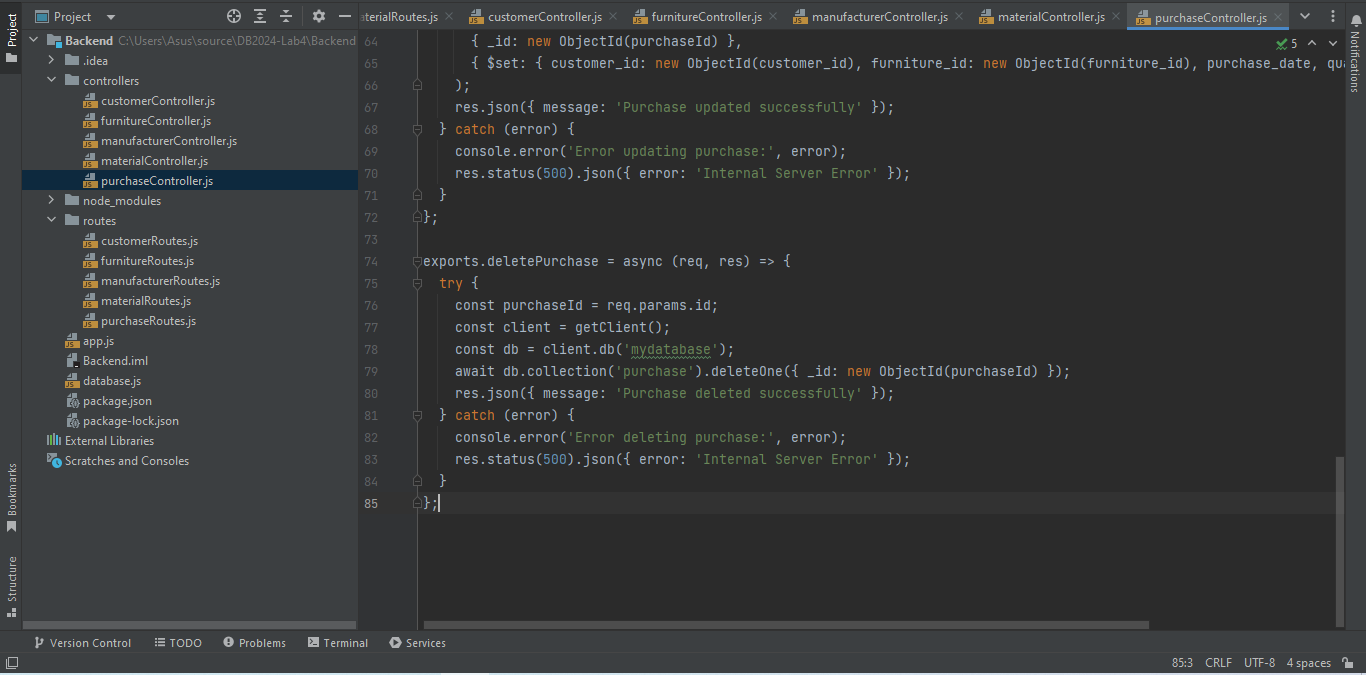 Project
Project
aterialRoutes.js
customerController.js
furnitureController.js
manufacturerController.js
materialController.js
purchaseController.js
Notifications
Backend C:\Users\Asus\source\DB2024-Lab4\Backend
.idea
controllers
customerController.js
furnitureController.js
manufacturerController.js
materialController.js
purchaseController.js
node_modules
routes
customerRoutes.js
furnitureRoutes.js
manufacturerRoutes.js
materialRoutes.js
purchaseRoutes.js
app.js
Backend.iml
database.js
package.json
package-lock.json
External Libraries
Scratches and Consoles
5
64 { _id: new ObjectId(purchaseId) },
65 { $set: { customer_id: new ObjectId(customer_id), furniture_id: new ObjectId(furniture_id), purchase_date, qua
66 );
67 res.json({ message: 'Purchase updated successfully' });
68 } catch (error) {
69 console.error('Error updating purchase:', error);
70 res.status(500).json({ error: 'Internal Server Error' });
71 }
72 };
73
74 exports.deletePurchase = async (req, res) => {
75 try {
76 const purchaseId = req.params.id;
77 const client = getClient();
78 const db = client.db('mydatabase');
79 await db.collection('purchase').deleteOne({ _id: new ObjectId(purchaseId) });
80 res.json({ message: 'Purchase deleted successfully' });
81 } catch (error) {
82 console.error('Error deleting purchase:', error);
83 res.status(500).json({ error: 'Internal Server Error' });
84 }
85 };
Bookmarks
Structure
Version Control
TODO
Problems
Terminal
Services
85:3 CRLF UTF-8 4 spaces